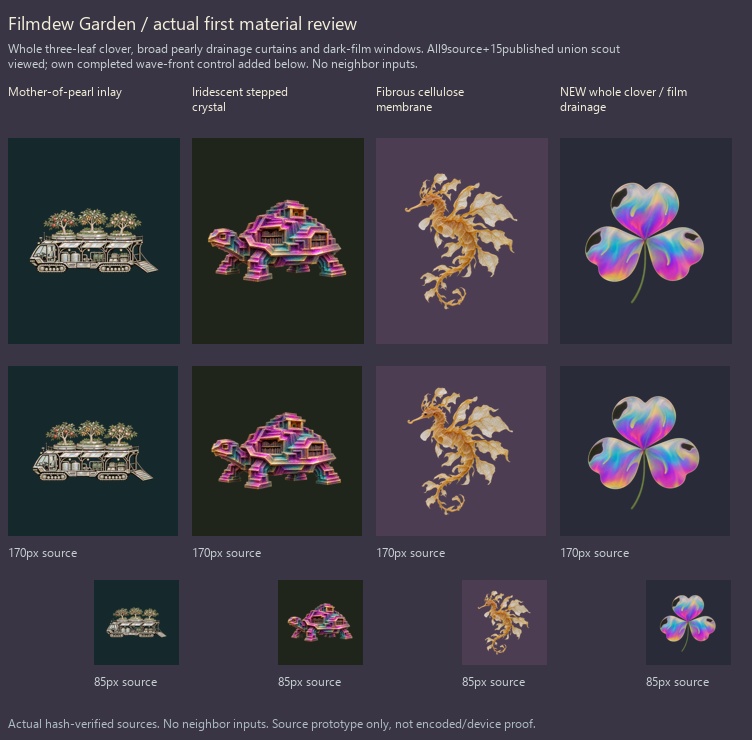 Filmdew Garden / actual first material review
Whole three-leaf clover, broad pearly drainage curtains and dark-film windows. All9source+15published union scout
viewed; own completed wave-front control added below. No neighbor inputs.
Mother-of-pearl inlay
Iridescent stepped
crystal
Fibrous cellulose
membrane
NEW whole clover / film
drainage
170px source
170px source
170px source
170px source
85px source
85px source
85px source
85px source
Actual hash-verified sources. No neighbor inputs. Source prototype only, not encoded/device proof.